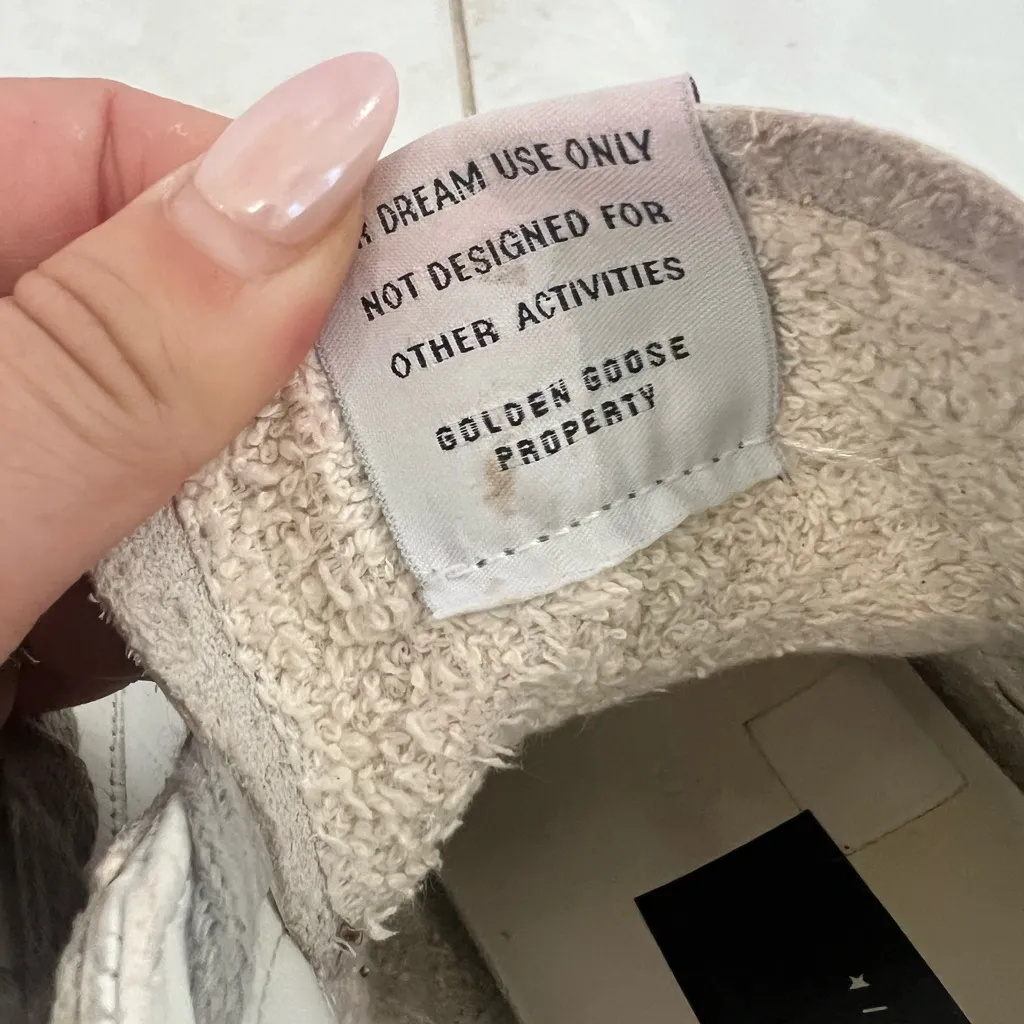 DREAM USE ONLY
NOT DESIGNED FOR
OTHER ACTIVITIES
GOLDEN GOOSE
PROPERTY